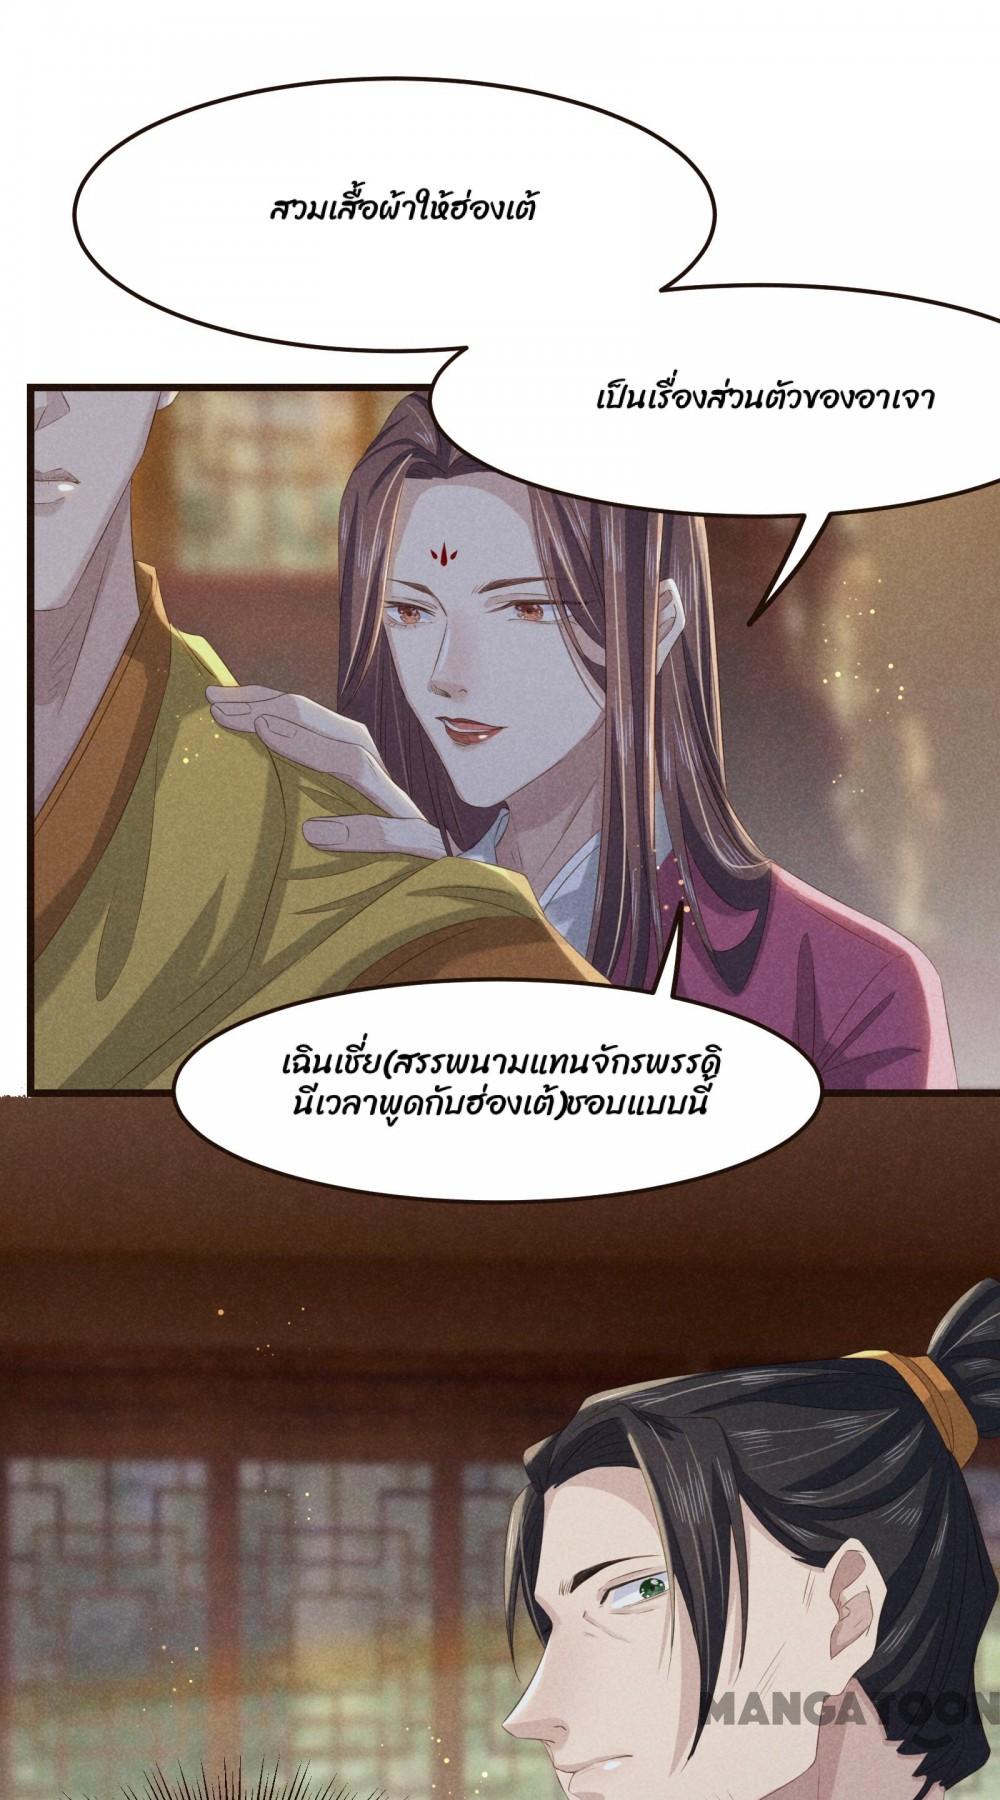 สวมเสื้อผ้าให้ฮ่องเต้
เป็นเรื่องส่วนตัวของอาเจา
เฉินเชี่ย(สรรพนามแทนจักรพรรดิ
นีเวลาพูดกับฮ่องเต้)ชอบแบบนี้
MANGATOON